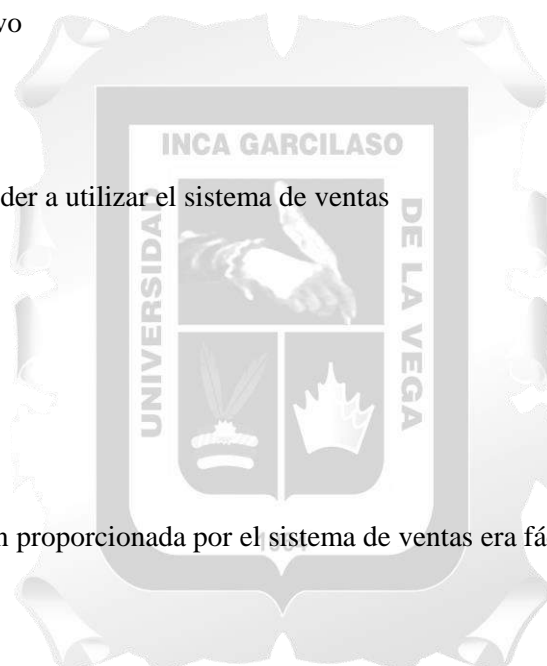 yo
INCA GARCILASO
der a utilizar el sistema de ventas
UNIVERSIDAD
DE LA VEGA
n proporcionada por el sistema de ventas era fá